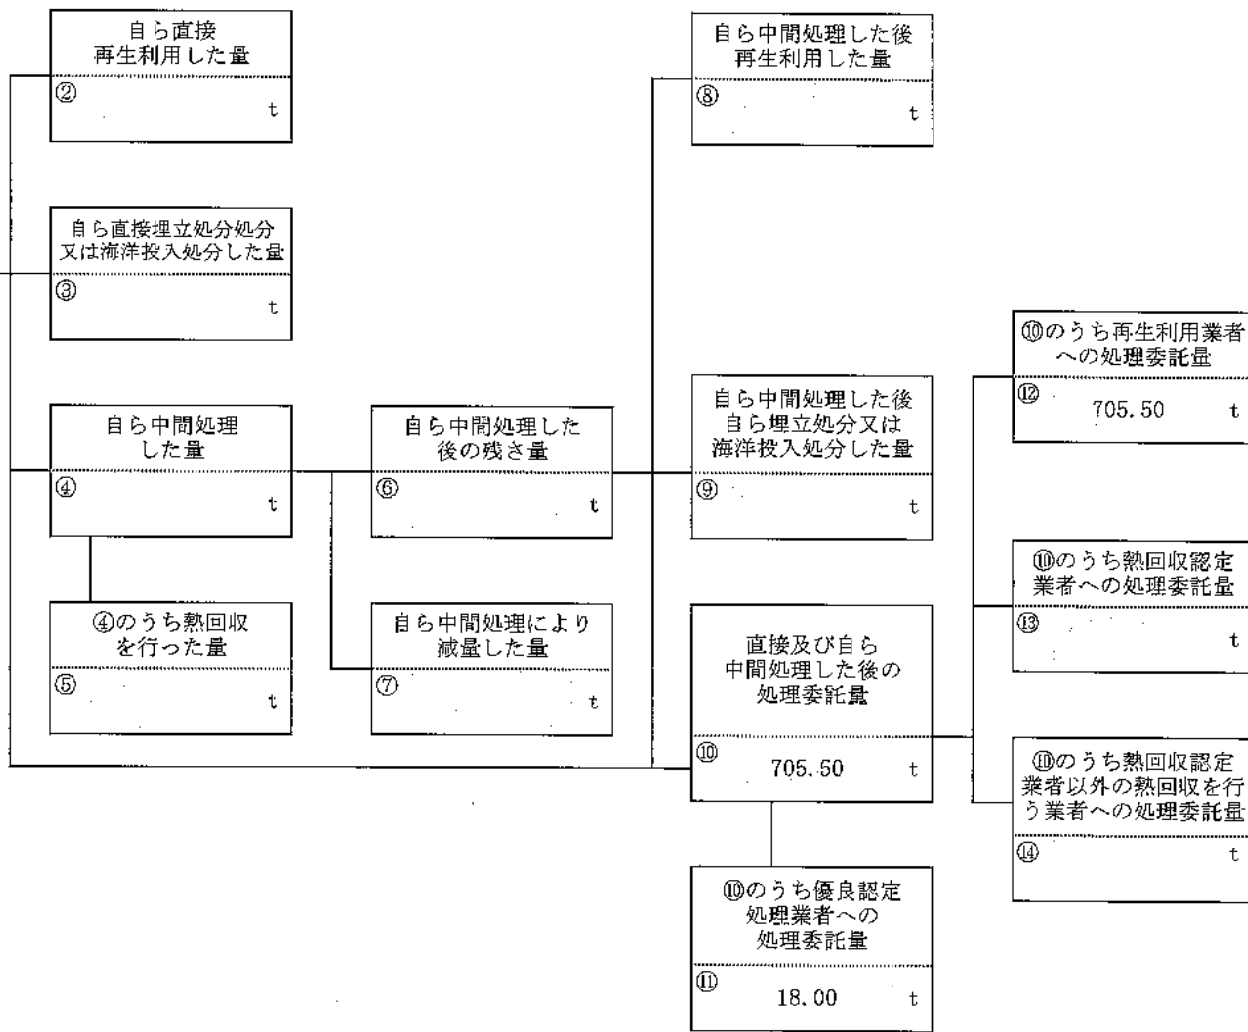 自ら直接
再生利用した量
②
t
自ら直接埋立処分処分
又は海洋投入処分した量
③
t
自ら中間処理
した量
④
t
④のうち熱回収
を行った量
⑤
t
自ら中間処理した
後の残さ量
⑥
t
自ら中間処理により
減量した量
⑦
t
自ら中間処理した後
再生利用した量
⑧
t
自ら中間処理した後
自ら埋立処分又は
海洋投入処分した量
⑨
t
直接及び自ら
中間処理した後の
処理委託量
⑩ 705.50 t
⑩のうち優良認定
処理業者への
処理委託量
⑪ 18.00 t
⑩のうち再生利用業者
への処理委託量
⑫ 705.50 t
⑩のうち熱回収認定
業者への処理委託量
⑬
⑩のうち熱回収認定
業者以外の熱回収を行
う業者への処理委託量
⑭ t